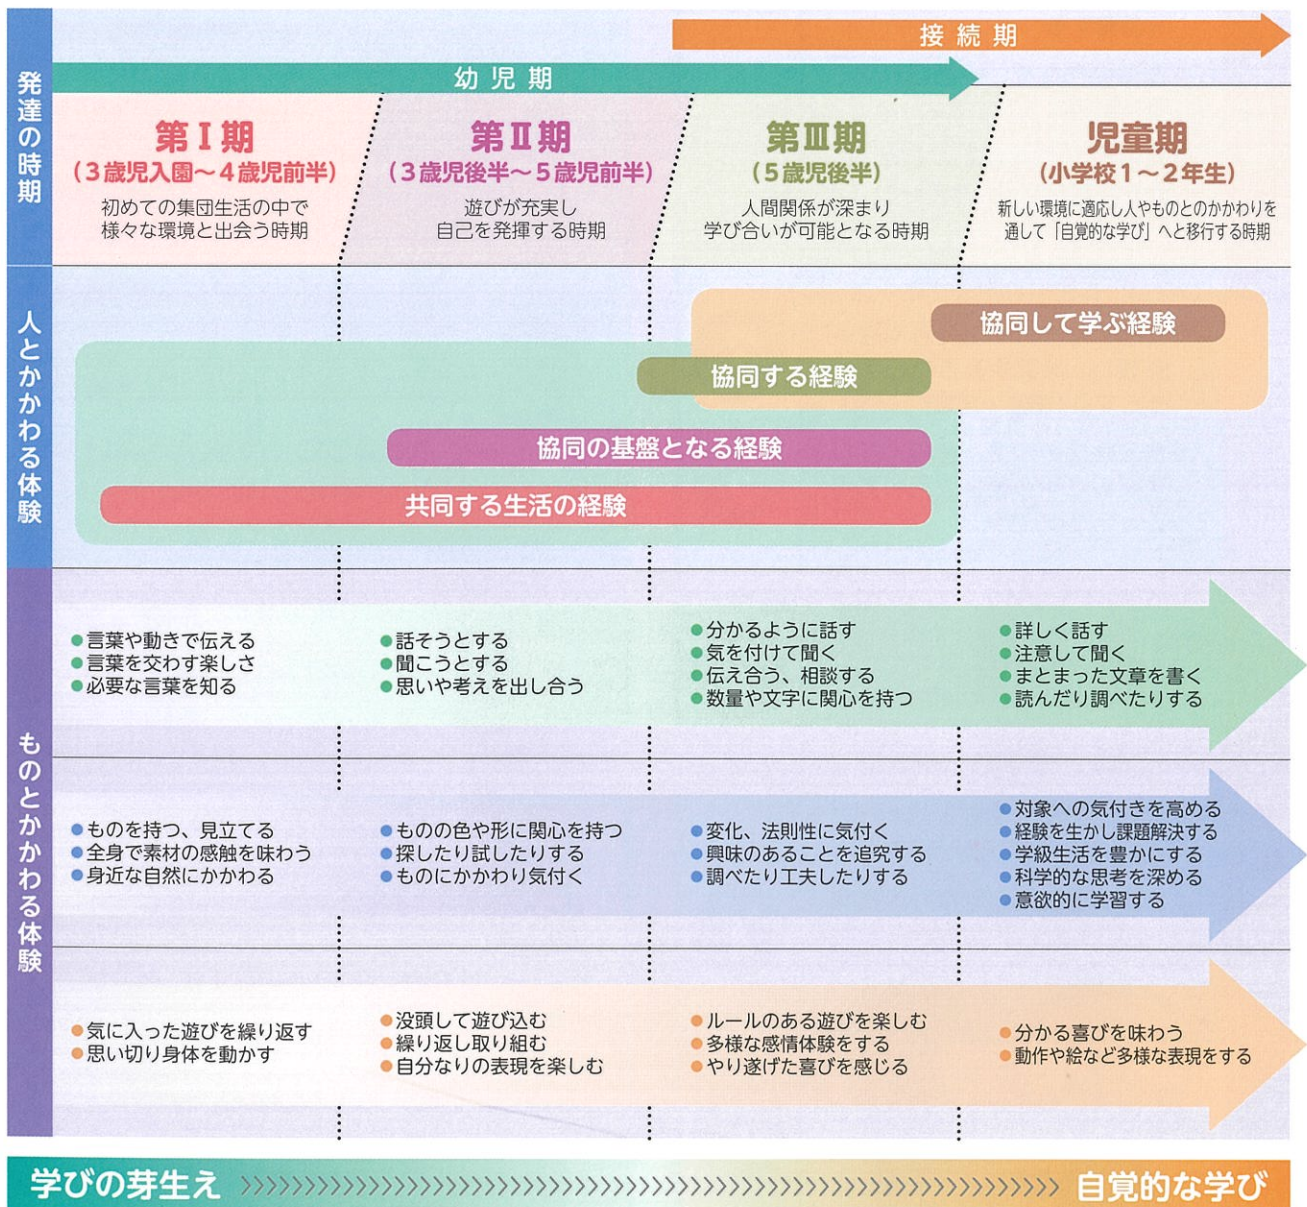 接続期
幼児期
発達の時期
第Ⅰ期
(3歳児入園〜4歳児前半)
初めての集団生活の中で
様々な環境と出会う時期
第Ⅱ期
(3歳児後半〜5歳児前半)
遊びが充実し
自己を発揮する時期
第Ⅲ期
(5歳児後半)
人間関係が深まり
学び合いが可能となる時期
児童期
(小学校1〜2年生)
新しい環境に適応し人やものとのかかわりを
通して「自覚的な学び」へと移行する時期
人とかかわる体験
協同して学ぶ経験
協同する経験
協同の基盤となる経験
共同する生活の経験
ものとかかわる体験
●言葉や動きで伝える
●言葉を交わす楽しさ
●必要な言葉を知る
●話そうとする
●聞こうとする
●思いや考えを出し合う
●分かるように話す
●気を付けて聞く
●伝え合う、相談する
●数量や文字に関心を持つ
●詳しく話す
●注意して聞く
●まとまった文章を書く
●読んだり調べたりする
●ものを持つ、見立てる
●全身で素材の感触を味わう
●身近な自然にかかわる
●ものの色や形に関心を持つ
●探したり試したりする
●ものにかかわり気付く
●変化、法則性に気付く
●興味のあることを追究する
●調べたり工夫したりする
●対象への気付きを高める
●経験を生かし課題解決する
●学級生活を豊かにする
●科学的な思考を深める
●意欲的に学習する
●気に入った遊びを繰り返す
●思い切り身体を動かす
●没頭して遊び込む
●繰り返し取り組む
●自分なりの表現を楽しむ
●ルールのある遊びを楽しむ
●多様な感情体験をする
●やり遂げた喜びを感じる
●分かる喜びを味わう
●動作や絵など多様な表現をする
学びの芽生え
自覚的な学び